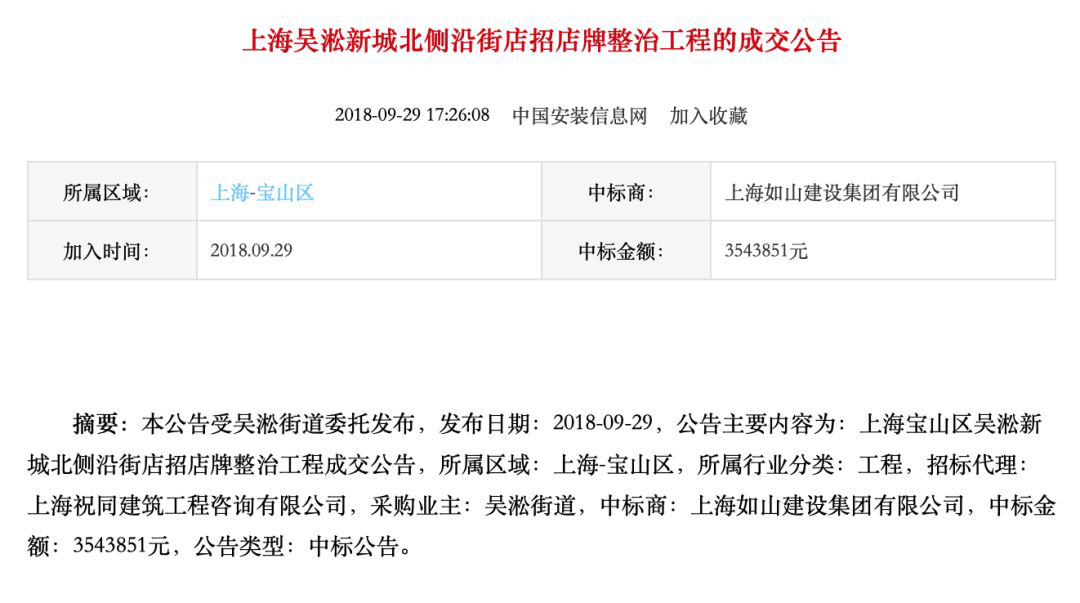 上海吴淞新城北侧沿街店招店牌整治工程的成交公告
2018-09-29 17:26:08 中国安装信息网 加入收藏
所属区域： 上海-宝山区 中标商： 上海如山建设集团有限公司
加入时间： 2018.09.29 中标金额： 3543851元
摘要：本公告受吴淞街道委托发布，发布日期：2018-09-29，公告主要内容为：上海宝山区吴淞新
城北侧沿街店招店牌整治工程成交公告，所属区域：上海-宝山区，所属行业分类：工程，招标代理：
上海祝同建筑工程咨询有限公司，采购业主：吴淞街道，中标商：上海如山建设集团有限公司，中标金
额：3543851元，公告类型：中标公告。